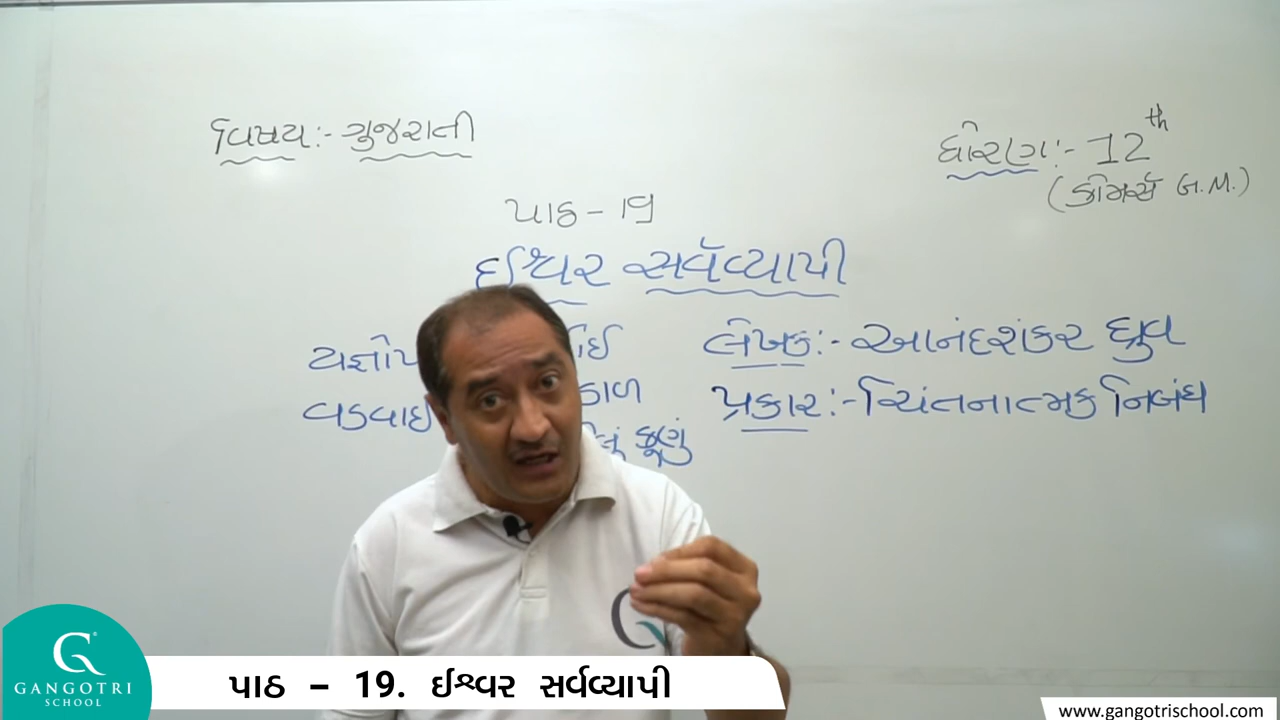 વિષય:- ગુજરાતી
ધોરણ:- 12th
(કોમર્સ G.M.)
પાઠ - 19
ઈશ્વર સર્વવ્યાપી
લેખક:- આનંદશંકર ધ્રુવ
પ્રકાર:- ચિંતનાત્મક નિબંધ
વડવાઈ
કૂણું
G
GANGOTRI
SCHOOL
પાઠ – 19. ઈશ્વર સર્વવ્યાપી
www.gangotrischool.com